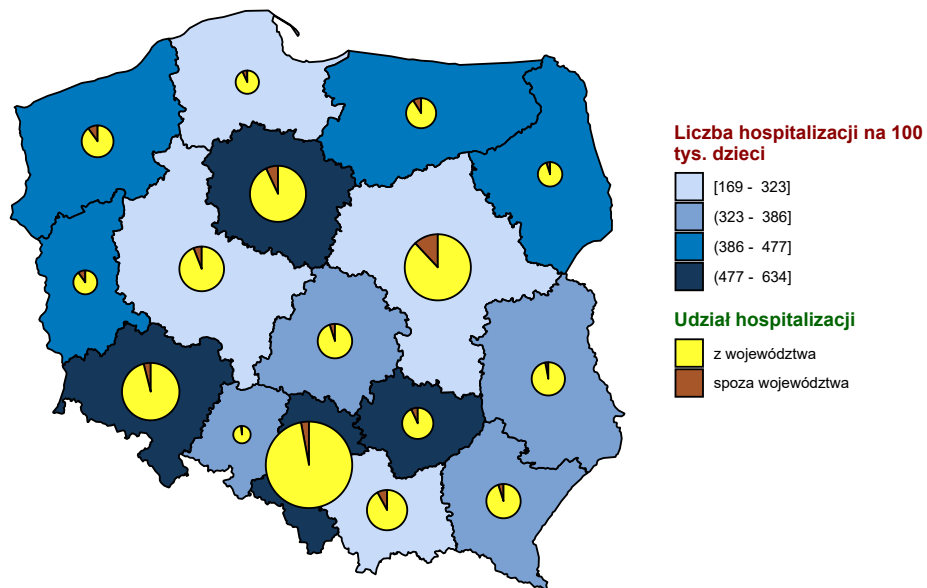 Liczba hospitalizacji na 100
tys. dzieci
[169 - 323]
(323 - 386]
(386 - 477]
(477 - 634]
Udział hospitalizacji
z województwa
spoza województwa